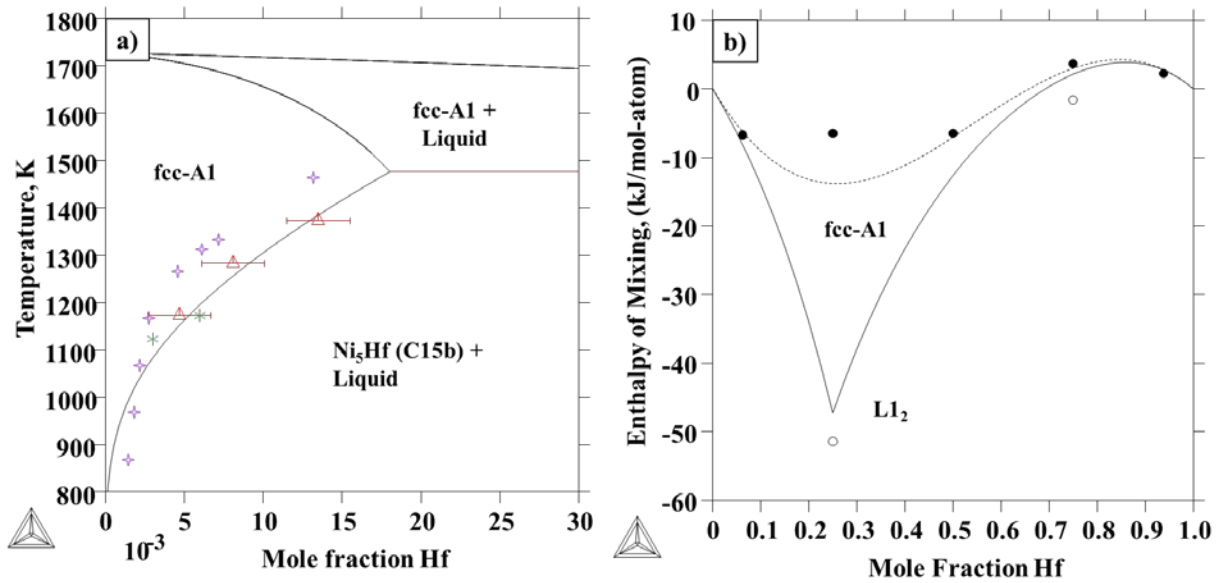 a)
1800
1700
1600
1500
1400
1300
1200
1100
1000
900
800
Temperature, K
fcc-A1 +
Liquid
fcc-A1
Ni₅Hf (C15b) +
Liquid
0 5 10 15 20 25 30
10⁻³
Mole fraction Hf
b)
10
0
-10
-20
-30
-40
-50
-60
Enthalpy of Mixing, (kJ/mol-atom)
fcc-A1
L1₂
0 0.1 0.2 0.3 0.4 0.5 0.6 0.7 0.8 0.9 1.0
Mole Fraction Hf